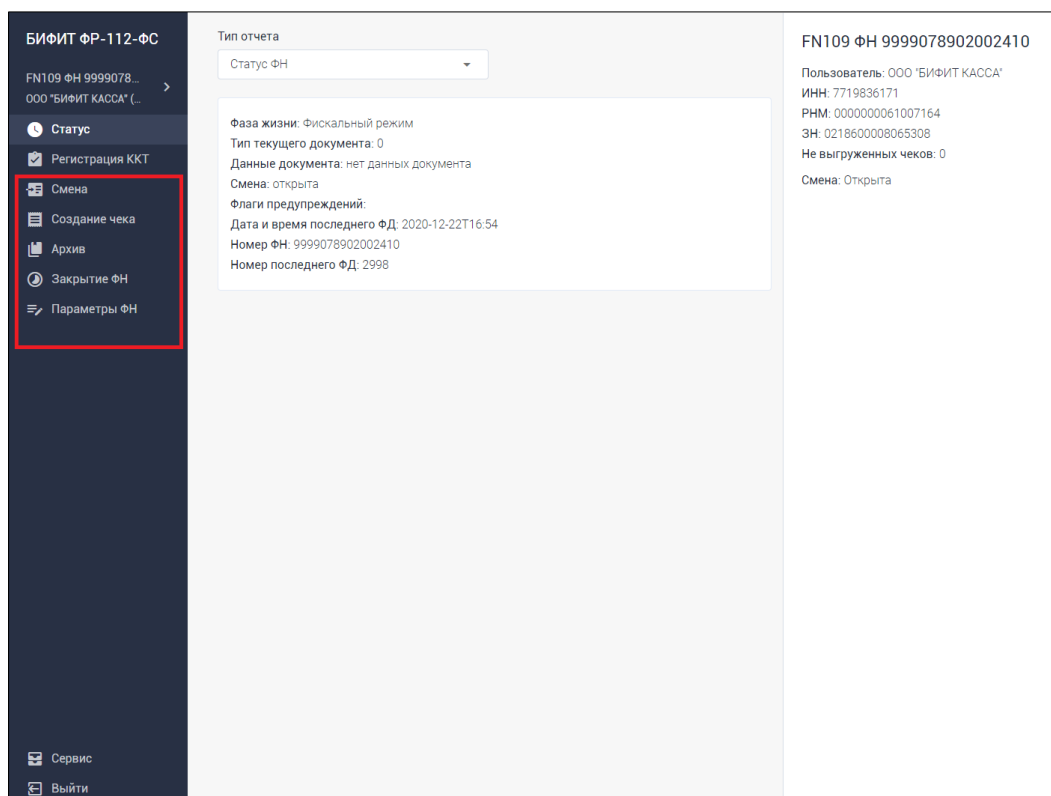 БИФИТ ФР-112-ФС
FN109 ФН 9999078...
ООО "БИФИТ КАССА" (...
Статус
Регистрация ККТ
Смена
Создание чека
Архив
Закрытие ФН
Параметры ФН
Сервис
Выйти
Тип отчета
Статус ФН
Фаза жизни: Фискальный режим
Тип текущего документа: 0
Данные документа: нет данных документа
Смена: открыта
Флаги предупреждений:
Дата и время последнего ФД: 2020-12-22T16:54
Номер ФН: 9999078902002410
Номер последнего ФД: 2998
FN109 ФН 9999078902002410
Пользователь: ООО "БИФИТ КАССА"
ИНН: 7719836171
РНМ: 0000000061007164
ЗН: 0218600008065308
Не выгруженных чеков: 0
Смена: Открыта